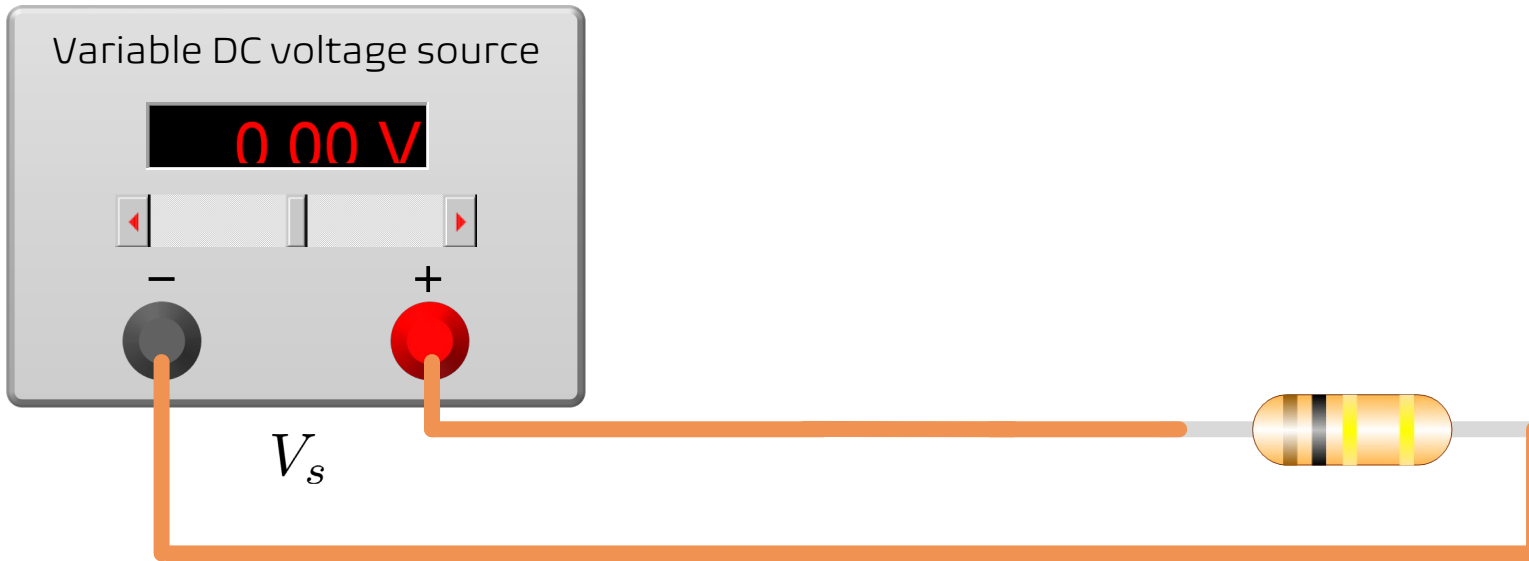 Variable DC voltage source
0 00 V
− +
Vₛ